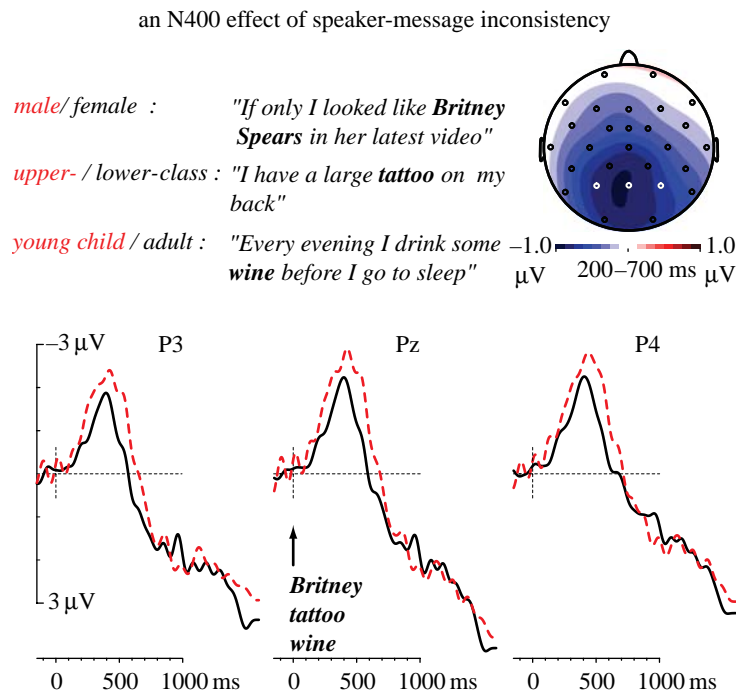 an N400 effect of speaker-message inconsistency
male/ female : "If only I looked like Britney
Spears in her latest video"
upper- / lower-class : "I have a large tattoo on my
back"
young child / adult : "Every evening I drink some
wine before I go to sleep"
–1.0 1.0
µV 200–700 ms µV
–3 µV P3 Pz P4
3 µV
Britney
tattoo
wine
0 500 1000 ms 0 500 1000 ms 0 500 1000 ms